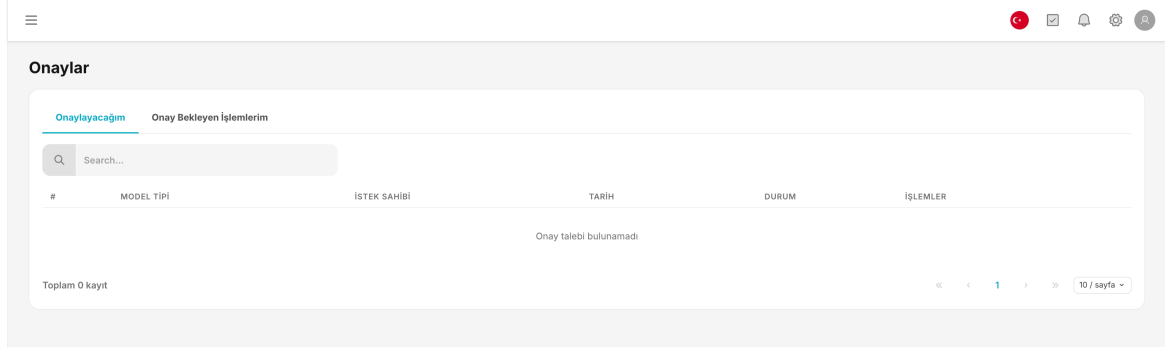 Onaylar
Onaylayacağım Onay Bekleyen İşlemlerim
Search...
# MODEL TİPİ İSTEK SAHİBİ TARİH DURUM İŞLEMLER
Onay talebi bulunamadı
Toplam 0 kayıt « ‹ 1 › » 10 / sayfa